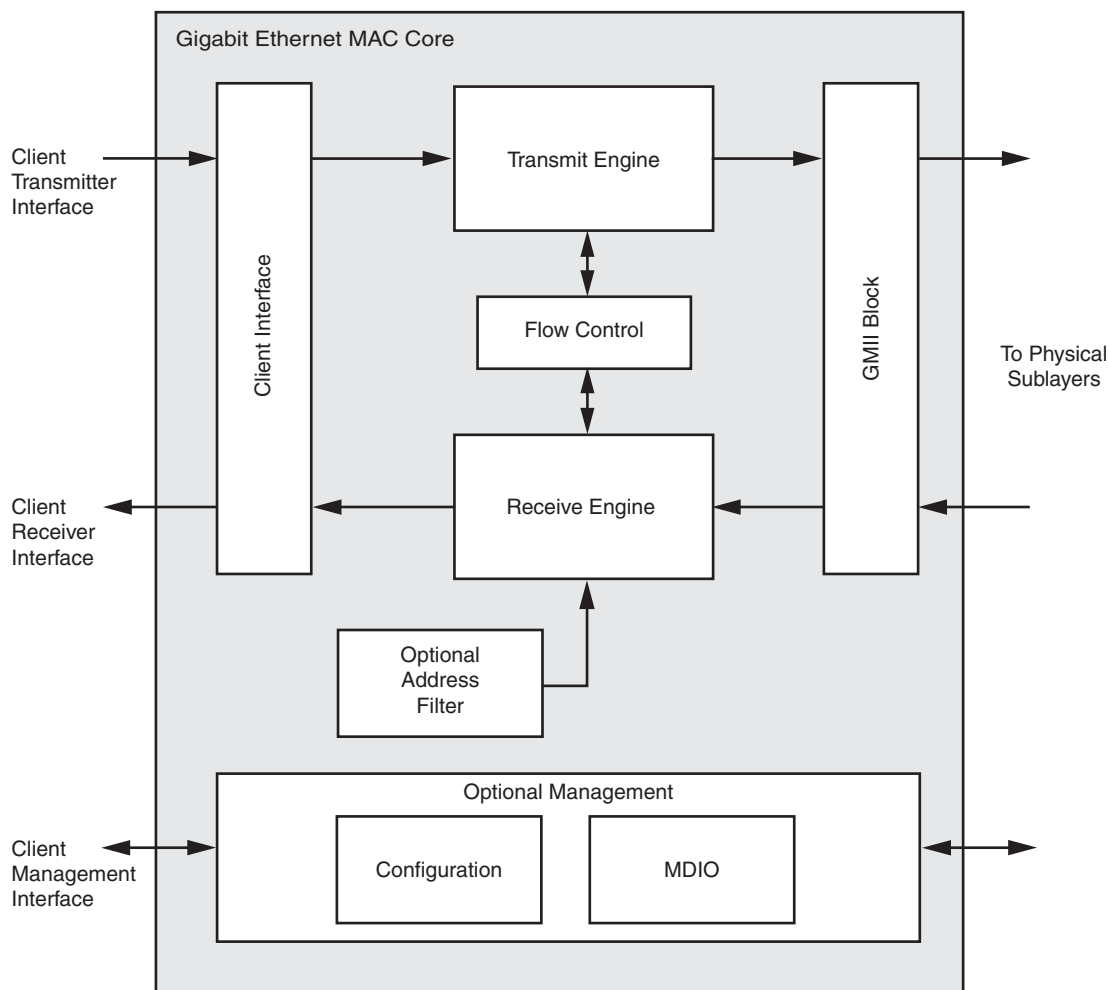 Gigabit Ethernet MAC Core
Client
Transmitter
Interface
Transmit Engine
Client Interface
Flow Control
GMII Block
To Physical
Sublayers
Client
Receiver
Interface
Receive Engine
Optional
Address
Filter
Optional Management
Client
Management
Interface
Configuration
MDIO